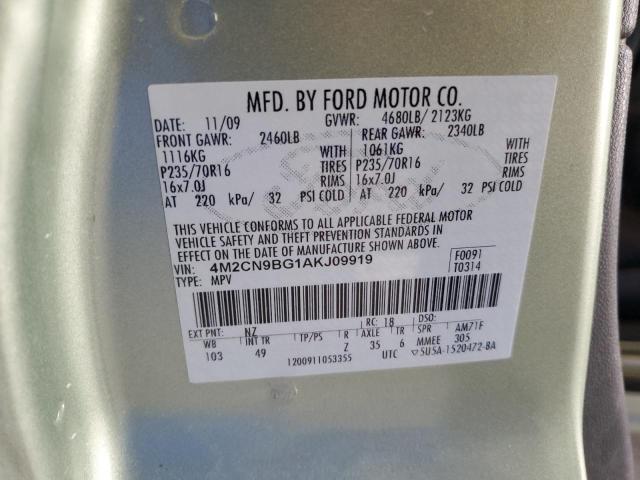 MFD. BY FORD MOTOR CO.
DATE: 11/09 GVWR: 4680LB/ 2123KG
FRONT GAWR: 2460LB REAR GAWR: 2340LB
1116KG WITH 1061KG WITH
P235/70R16 TIRES P235/70R16 TIRES
16x7.0J RIMS 16x7.0J RIMS
AT 220 kPa/ 32 PSI COLD AT 220 kPa/ 32 PSI COLD
THIS VEHICLE CONFORMS TO ALL APPLICABLE FEDERAL MOTOR
VEHICLE SAFETY AND THEFT PREVENTION STANDARDS IN
EFFECT ON THE DATE OF MANUFACTURE SHOWN ABOVE.
VIN: 4M2CN9BG1AKJ09919 F0091
TYPE: MPV T0314
EXT PNT: NZ RC: 18 DSO:
WB INT TR TP/PS R AXLE TR SPR AM71F
103 49 Z 35 6 MMEE 305
1200911053355 UTC ▽5U5A-1520472-BA